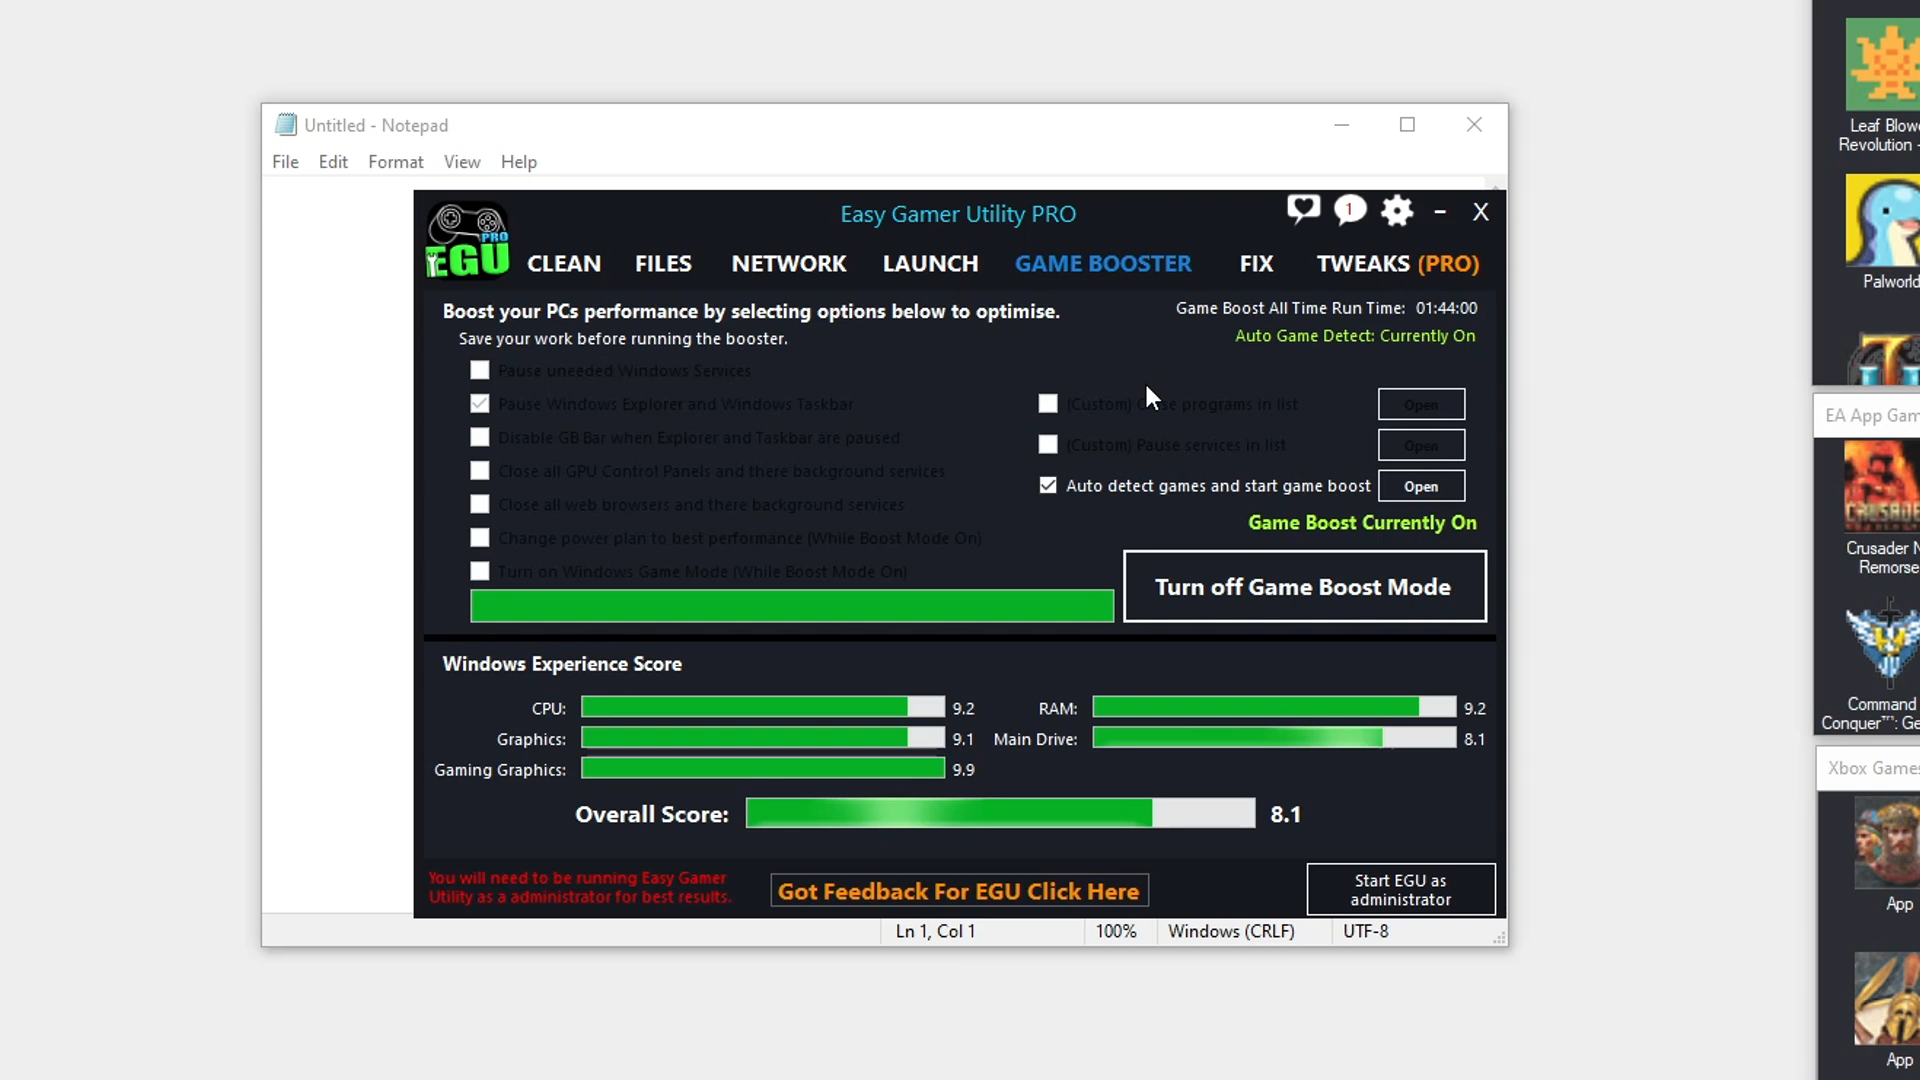 Untitled - Notepad
File Edit Format View Help
PRO
EGU
Easy Gamer Utility PRO
1
X
CLEAN FILES NETWORK LAUNCH GAME BOOSTER FIX TWEAKS (PRO)
Boost your PCs performance by selecting options below to optimise.
Save your work before running the booster.
Game Boost All Time Run Time: 01:44:00
Auto Game Detect: Currently On
Pause uneeded Windows Services
Pause Windows Explorer and Windows Taskbar
Disable GB Bar when Explorer and Taskbar are paused
Close all GPU Control Panels and there background services
Close all web browsers and there background services
Change power plan to best performance (While Boost Mode On)
Turn on Windows Game Mode (While Boost Mode On)
(Custom) Close programs in list Open
(Custom) Pause services in list Open
Auto detect games and start game boost Open
Game Boost Currently On
Turn off Game Boost Mode
Windows Experience Score
CPU: 9.2 RAM: 9.2
Graphics: 9.1 Main Drive: 8.1
Gaming Graphics: 9.9
Overall Score: 8.1
You will need to be running Easy Gamer
Utility as a administrator for best results.
Got Feedback For EGU Click Here
Start EGU as
administrator
Ln 1, Col 1 100% Windows (CRLF) UTF-8
Leaf Blowe
Revolution -
Palworld
EA App Gam
CRUSADE
Crusader N
Remorse
Command
Conquer™: Ge
Xbox Games
App
App